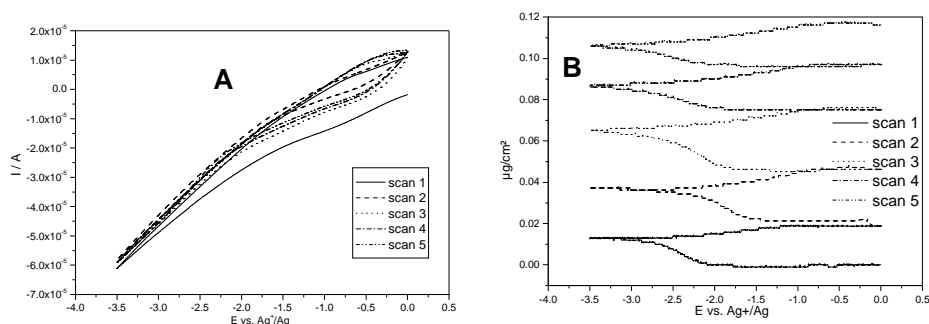 A
I / A
2.0x10-5
1.0x10-5
0.0
-1.0x10-5
-2.0x10-5
-3.0x10-5
-4.0x10-5
-5.0x10-5
-6.0x10-5
-7.0x10-5
-4.0 -3.5 -3.0 -2.5 -2.0 -1.5 -1.0 -0.5 0.0 0.5
E vs. Ag+/Ag
scan 1
scan 2
scan 3
scan 4
scan 5
B
µg/cm²
0.12
0.10
0.08
0.06
0.04
0.02
0.00
-4.0 -3.5 -3.0 -2.5 -2.0 -1.5 -1.0 -0.5 0.0 0.5
E vs. Ag+/Ag
scan 1
scan 2
scan 3
scan 4
scan 5